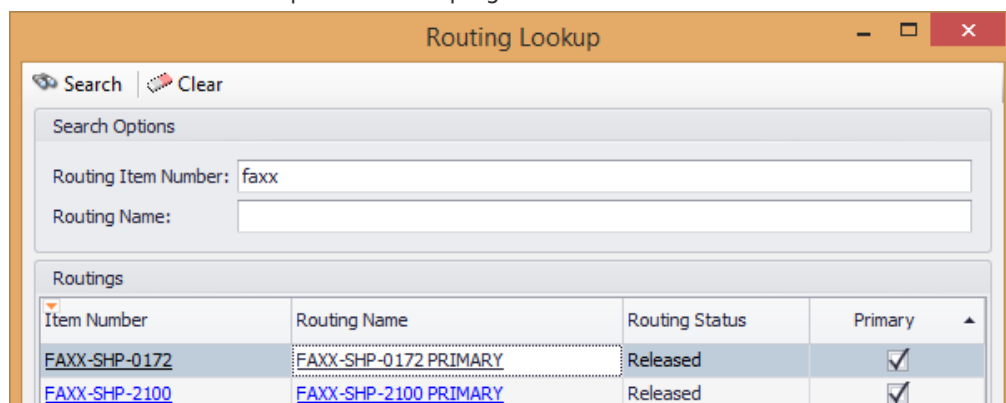 Routing Lookup
Search Clear
Search Options
Routing Item Number: faxx
Routing Name:
Routings
Item Number Routing Name Routing Status Primary
FAXX-SHP-0172 FAXX-SHP-0172 PRIMARY Released
FAXX-SHP-2100 FAXX-SHP-2100 PRIMARY Released